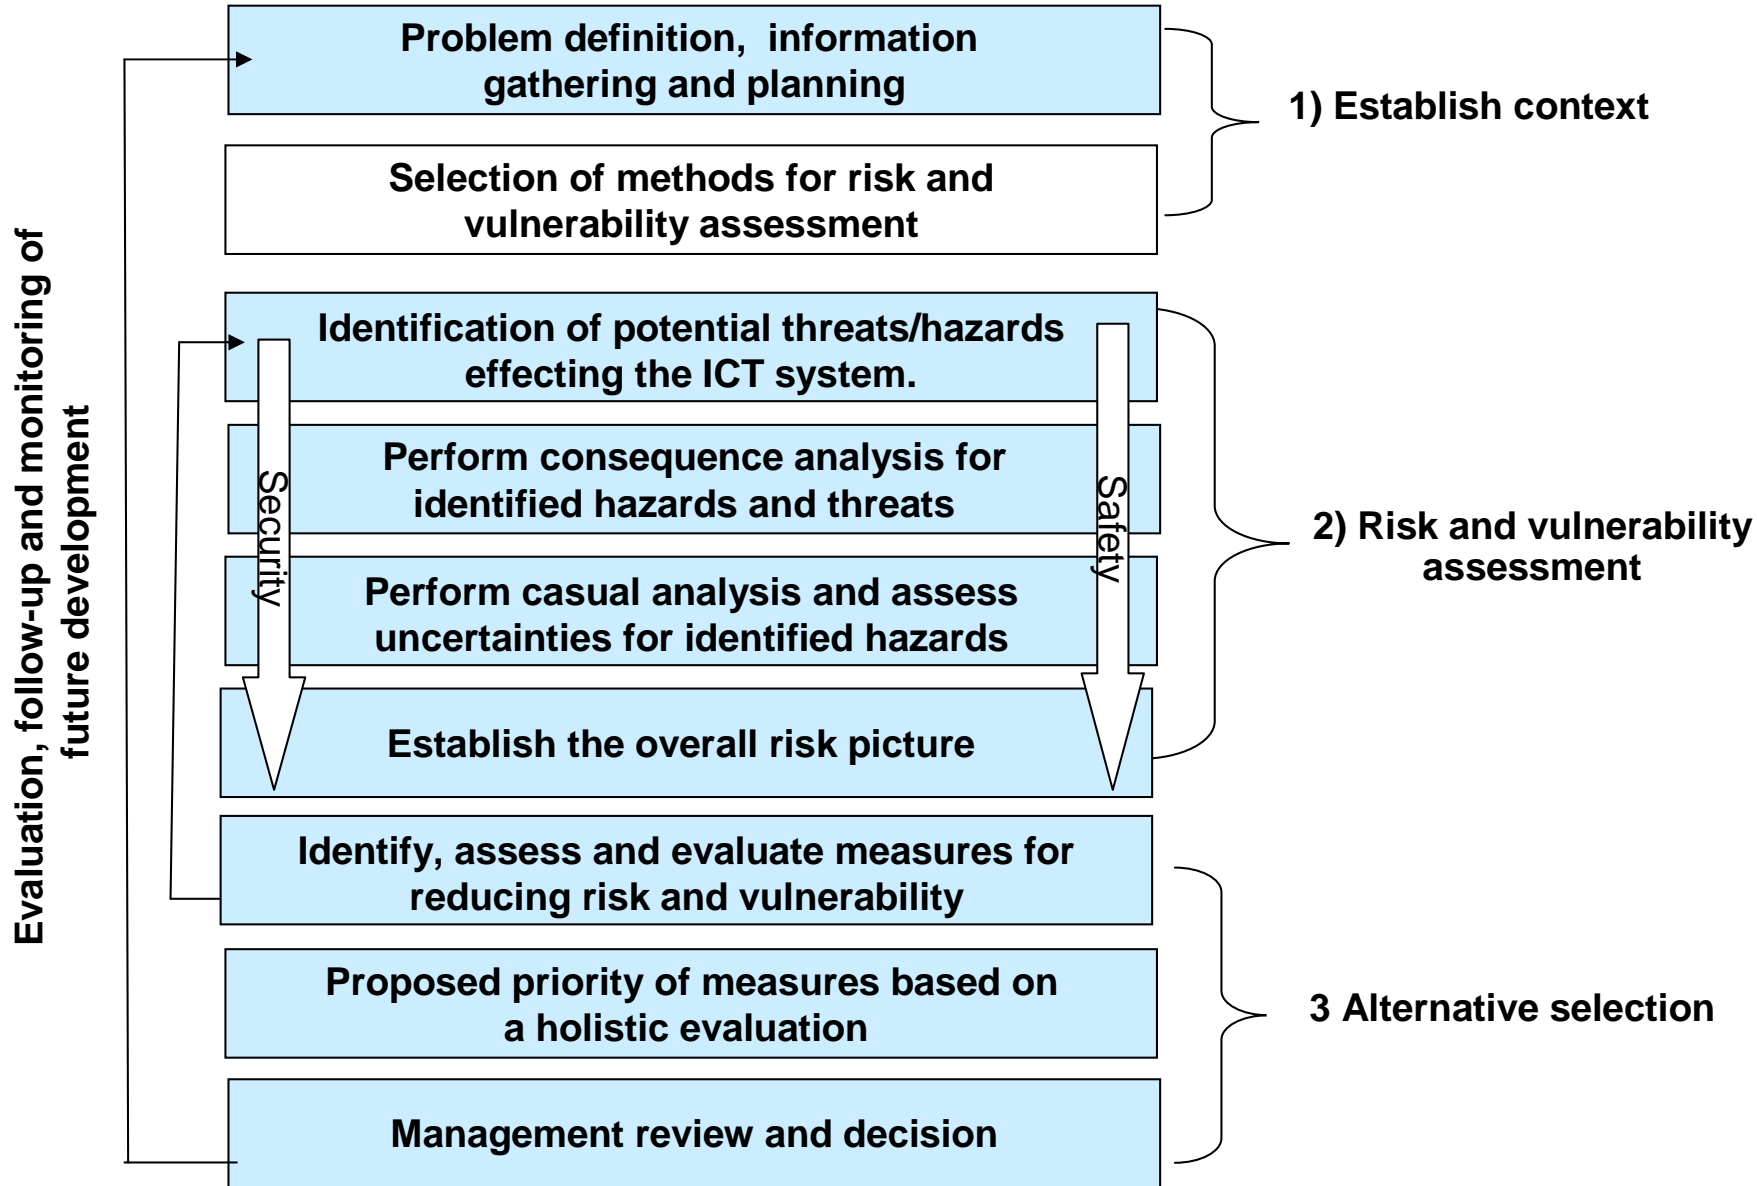 Problem definition, information
gathering and planning
1) Establish context
Selection of methods for risk and
vulnerability assessment
Evaluation, follow-up and monitoring of
future development
Identification of potential threats/hazards
effecting the ICT system.
Perform consequence analysis for
identified hazards and threats
Security
Safety
2) Risk and vulnerability
assessment
Perform casual analysis and assess
uncertainties for identified hazards
Establish the overall risk picture
Identify, assess and evaluate measures for
reducing risk and vulnerability
Proposed priority of measures based on
a holistic evaluation
3 Alternative selection
Management review and decision